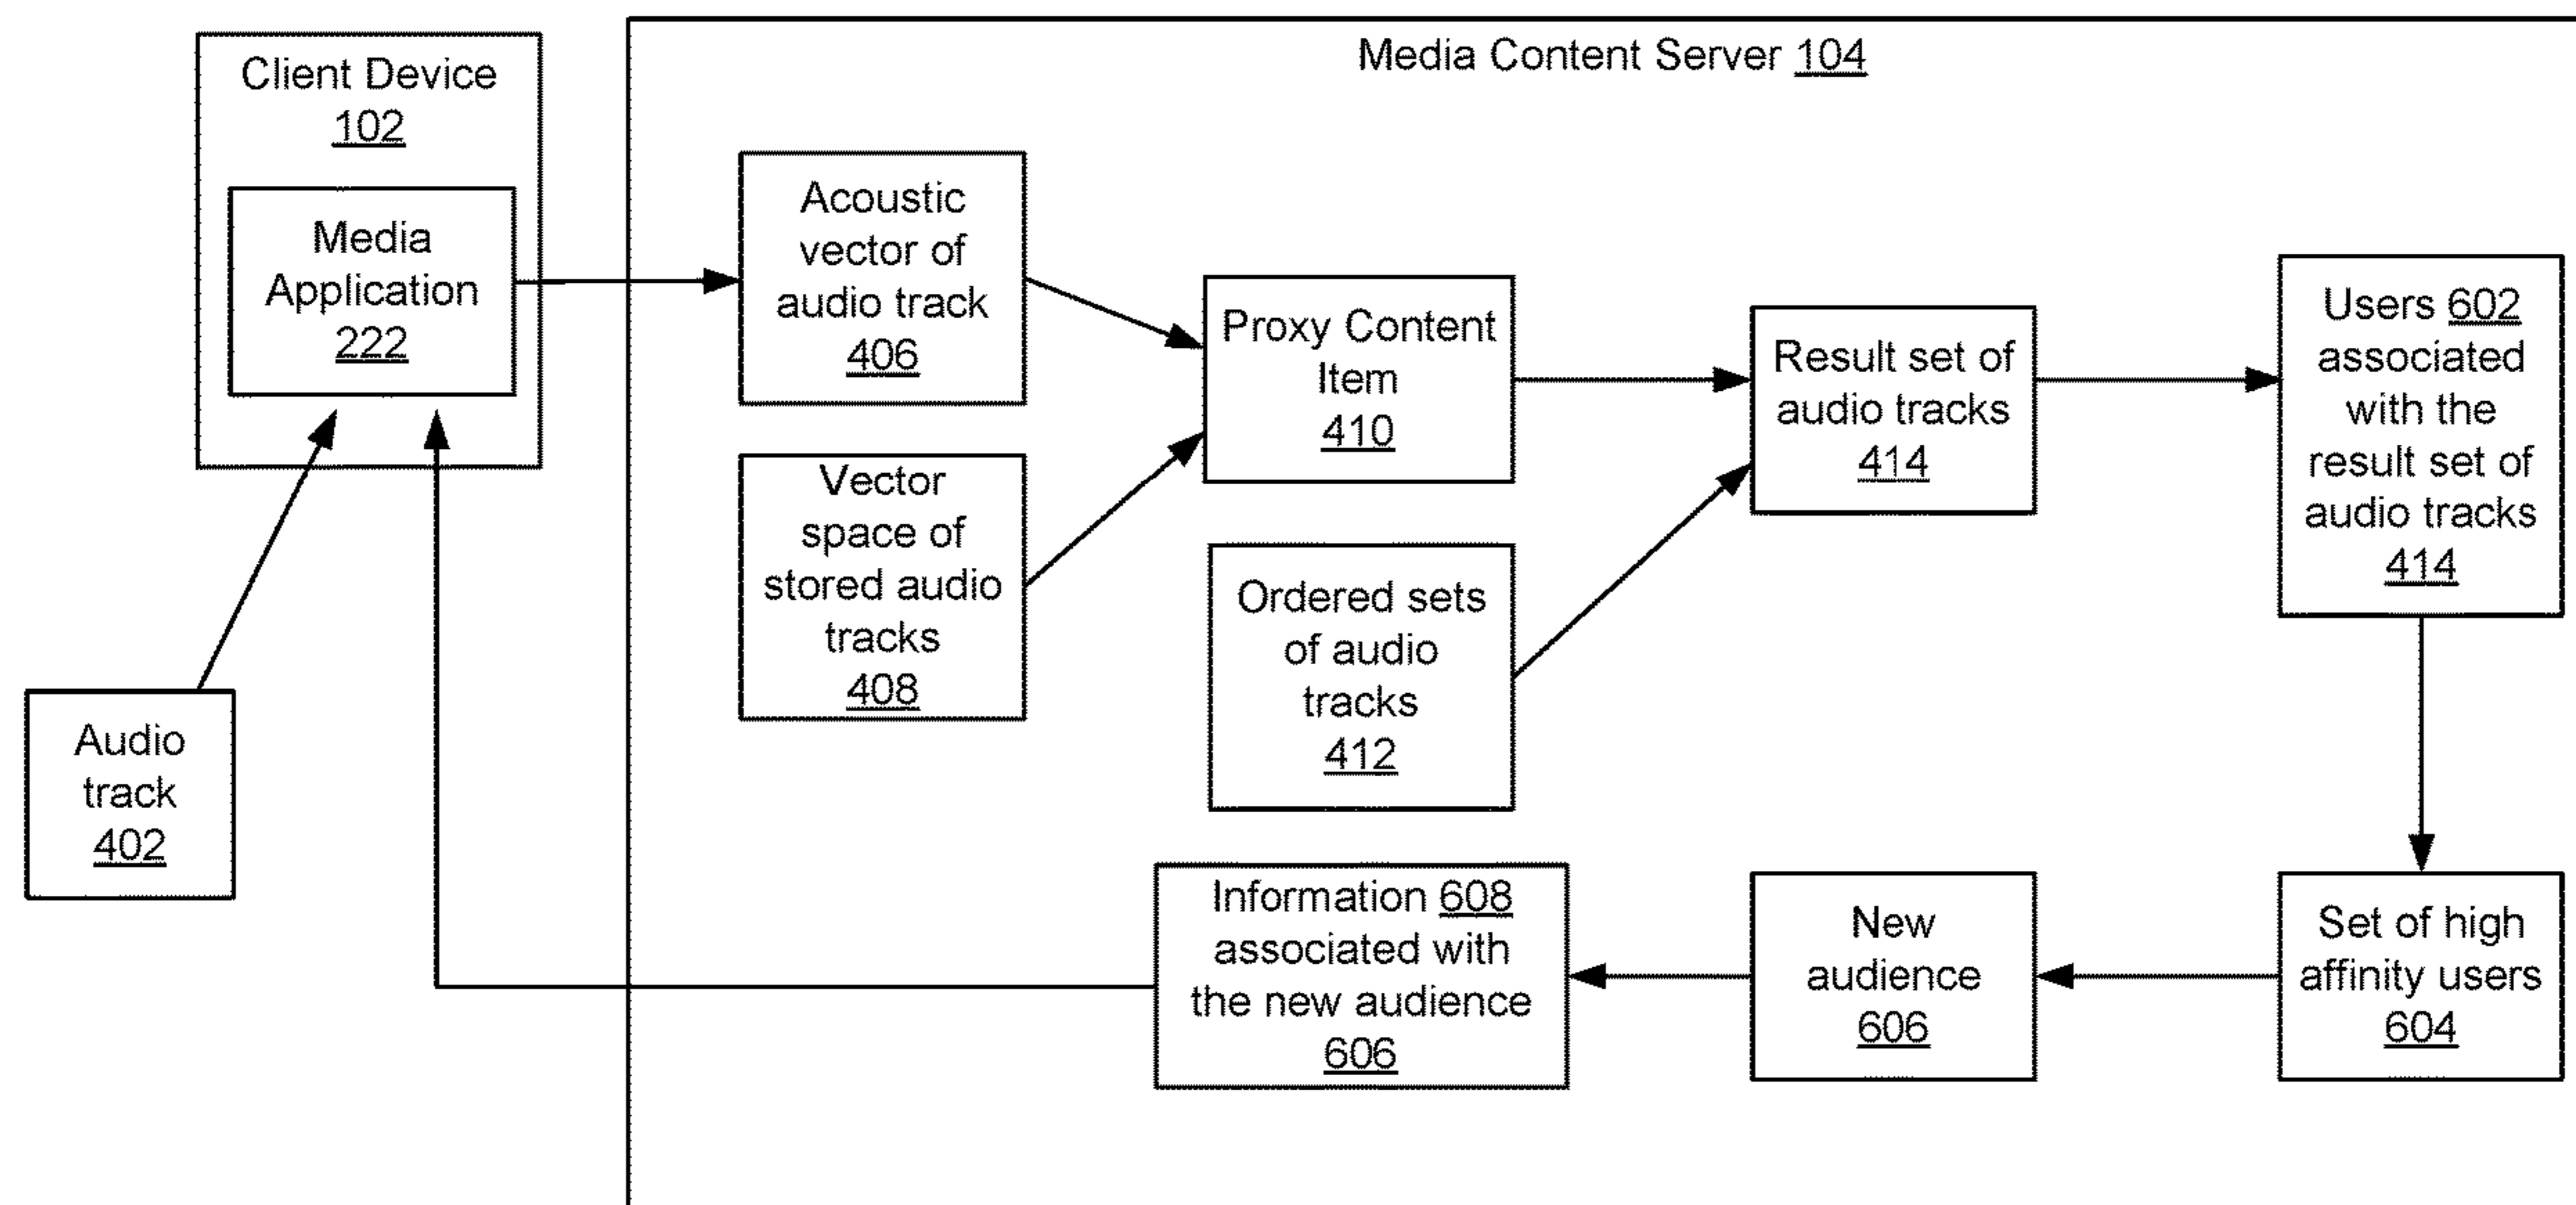 Media Content Server 104
Client Device
102
Media
Application
222
Audio
track
402
Acoustic
vector of
audio track
406
Vector
space of
stored audio
tracks
408
Proxy Content
Item
410
Ordered sets
of audio
tracks
412
Result set of
audio tracks
414
Users 602
associated
with the
result set of
audio tracks
414
Set of high
affinity users
604
New
audience
606
Information 608
associated with
the new audience
606